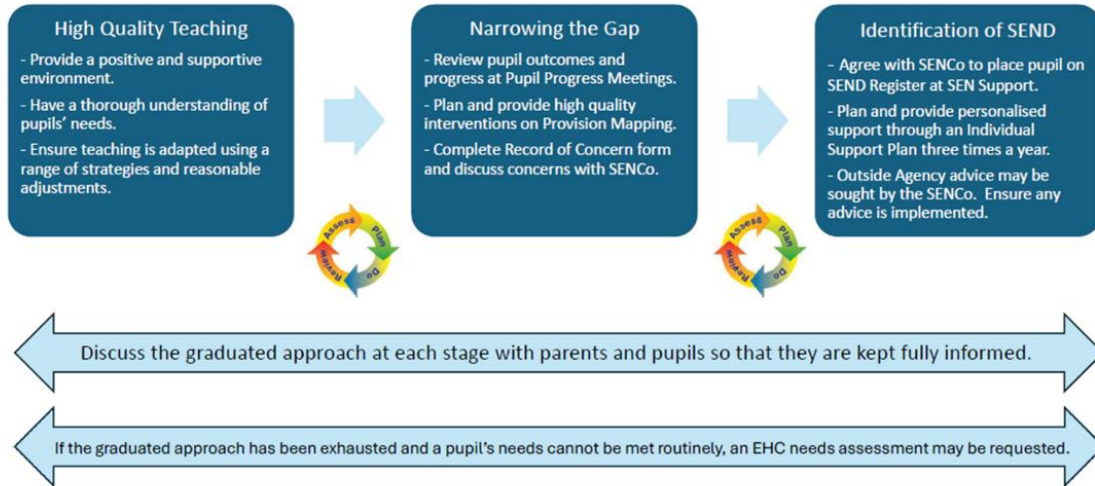 High Quality Teaching
- Provide a positive and supportive
environment.
- Have a thorough understanding of
pupils' needs.
- Ensure teaching is adapted using a
range of strategies and reasonable
adjustments.
Narrowing the Gap
- Review pupil outcomes and
progress at Pupil Progress Meetings.
- Plan and provide high quality
interventions on Provision Mapping.
- Complete Record of Concern form
and discuss concerns with SENCo.
Identification of SEND
- Agree with SENCo to place pupil on
SEND Register at SEN Support.
- Plan and provide personalised
support through an Individual
Support Plan three times a year.
- Outside Agency advice may be
sought by the SENCo.  Ensure any
advice is implemented.
Assess
Plan
Do
Review
Assess
Plan
Do
Review
Discuss the graduated approach at each stage with parents and pupils so that they are kept fully informed.
If the graduated approach has been exhausted and a pupil's needs cannot be met routinely, an EHC needs assessment may be requested.